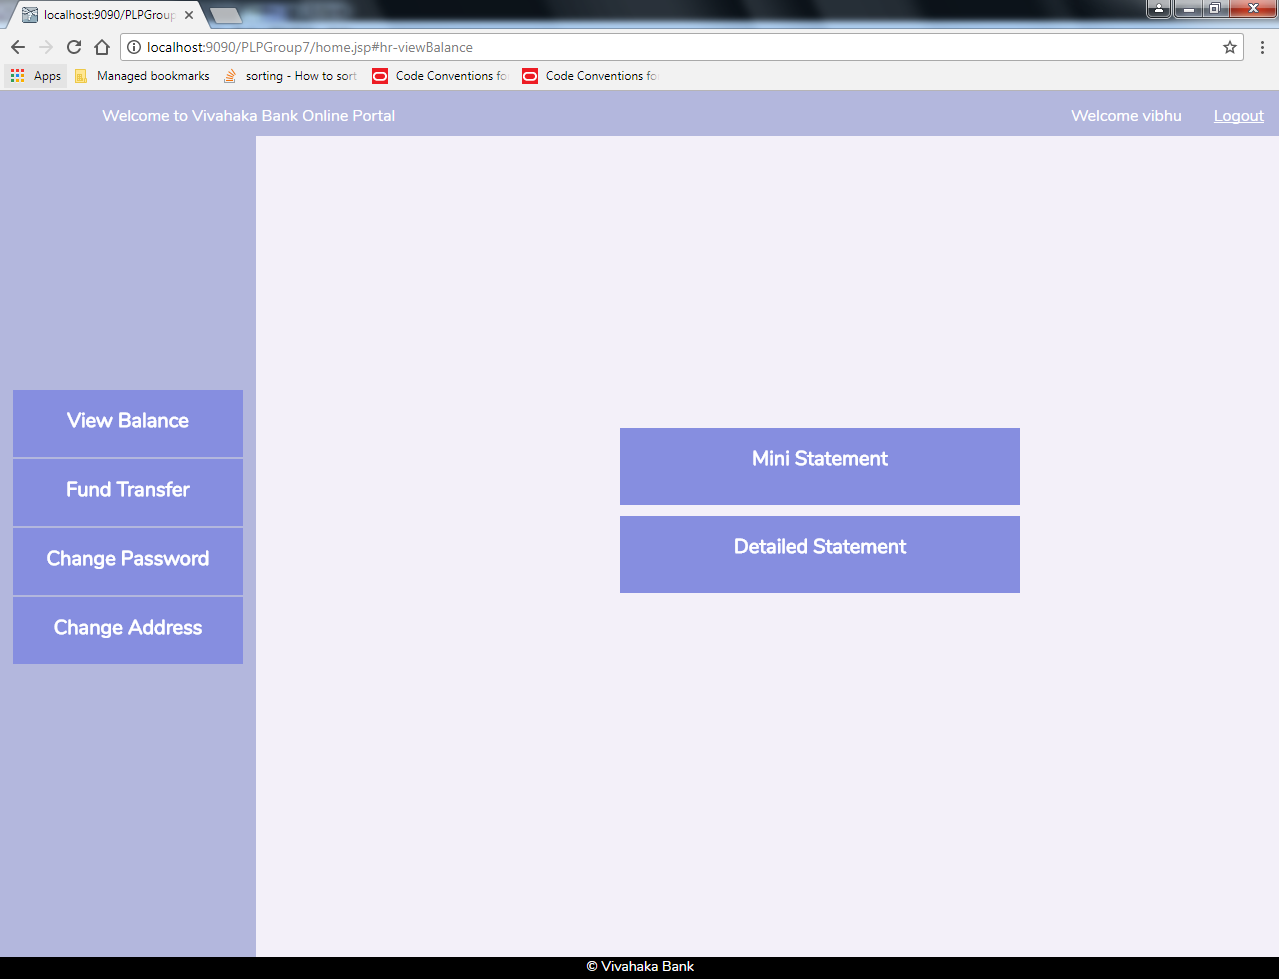 localhost:9090/PLPGroup
localhost:9090/PLPGroup7/home.jsp#hr-viewBalance
Apps Managed bookmarks sorting - How to sort Code Conventions fo Code Conventions fo
Welcome to Vivahaka Bank Online Portal Welcome vibhu Logout
View Balance
Fund Transfer
Change Password
Change Address
Mini Statement
Detailed Statement
© Vivahaka Bank